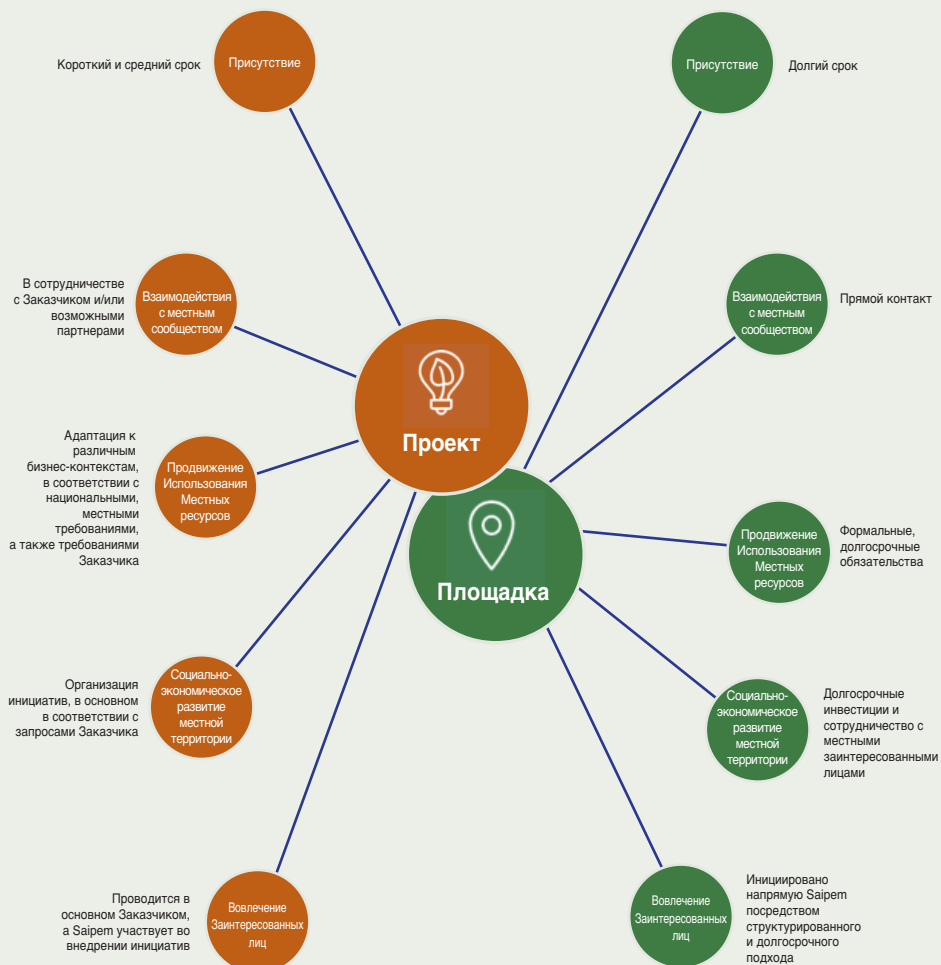 Короткий и средний срок
Присутствие
Присутствие
Долгий срок
В сотрудничестве
с Заказчиком и/или
возможными
партнерами
Взаимодействия
с местным
сообществом
Взаимодействия
с местным
сообществом
Прямой контакт
Проект
Адаптация к
различным
бизнес-контекстам,
в соответствии с
национальными,
местными
требованиями,
а также требованиями
Заказчика
Продвижение
Использования
Местных
ресурсов
Площадка
Продвижение
Использования
Местных
ресурсов
Формальные,
долгосрочные
обязательства
Организация
инициатив, в основном
в соответствии с
запросами Заказчика
Социально-
экономическое
развитие
местной
территории
Социально-
экономическое
развитие
местной
территории
Долгосрочные
инвестиции и
сотрудничество с
местными
заинтересованными
лицами
Проводится в
основном Заказчиком,
а Saipem участвует во
внедрении инициатив
Вовлечение
Заинтересованных
лиц
Вовлечение
Заинтересованных
лиц
Инициировано
напрямую Saipem
посредством
структурированного
и долгосрочного
подхода